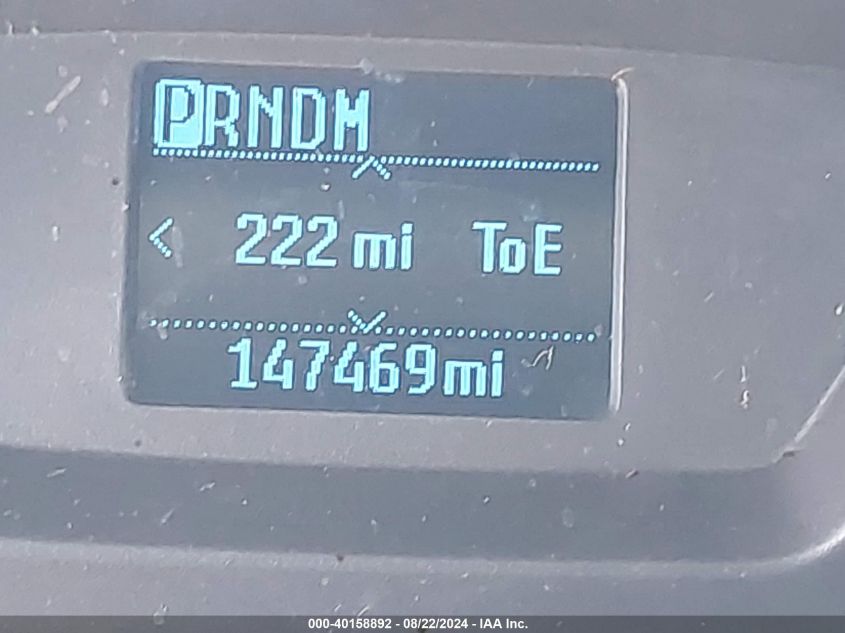 PRNDM
222 mi ToE
147469mi
000-40158892 - 08/22/2024 - IAA Inc.